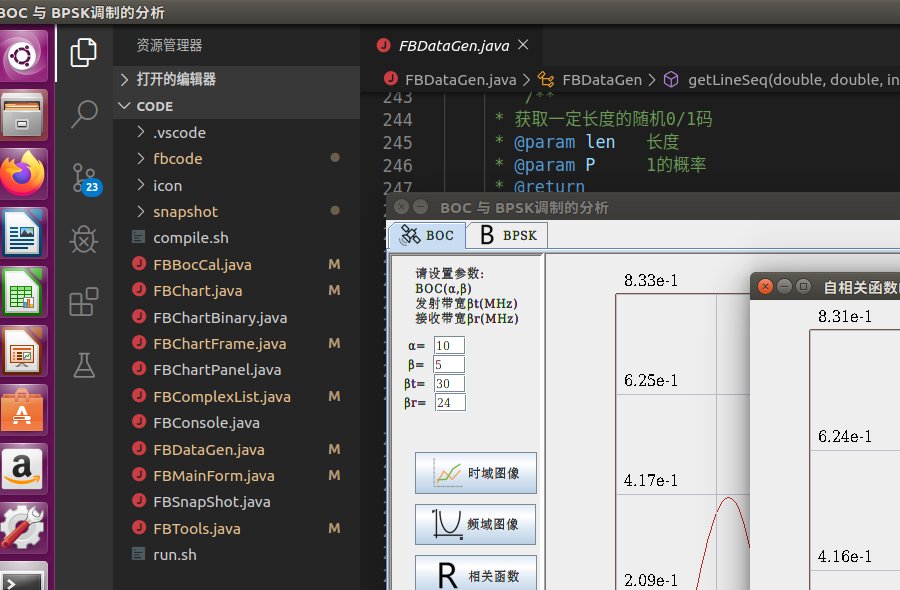 BOC 与 BPSK调制的分析
资源管理器
打开的编辑器
CODE
.vscode
fbcode
icon
snapshot
compile.sh
FBBocCal.java M
FBChart.java M
FBChartBinary.java
FBChartFrame.java M
FBChartPanel.java
FBComplexList.java M
FBConsole.java
FBDataGen.java M
FBMainForm.java M
FBSnapShot.java
FBTools.java M
run.sh
23
FBDataGen.java
FBDataGen.java > FBDataGen > getLineSeq(double, double, in
243 /**
244 * 获取一定长度的随机0/1码
245 * @param len 长度
246 * @param P 1的概率
247 * @return
BOC 与 BPSK调制的分析
BOC
BPSK
请设置参数:
BOC(α,β)
发射带宽βt(MHz)
接收带宽βr(MHz)
α= 10
β= 5
βt= 30
βr= 24
时域图像
频域图像
R 相关函数
8.33e-1
6.25e-1
4.17e-1
2.09e-1
自相关函数
8.31e-1
6.24e-1
4.16e-1